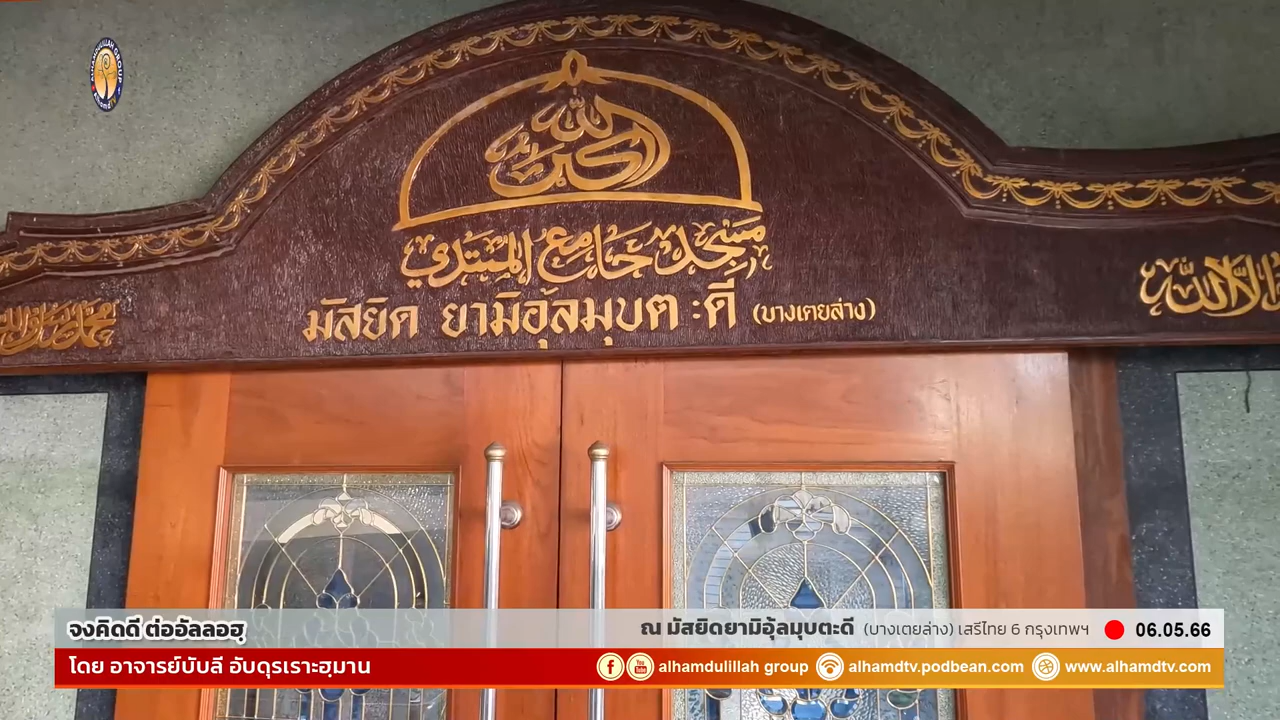 ALHAMDULILLAH GROUP
الله أكبر
مسجد جامع المبتدي
มัสยิด ยามิอุ้ลมุบตะดี (บางเตยล่าง)
จงคิดดี ต่ออัลลอฮฺ
ณ มัสยิดยามิอุ้ลมุบตะดี (บางเตยล่าง) เสรีไทย 6 กรุงเทพฯ
06.05.66
โดย อาจารย์บับลี อับดุรเราะฮฺมาน
alhamdulillah group
alhamdtv.podbean.com
www.alhamdtv.com